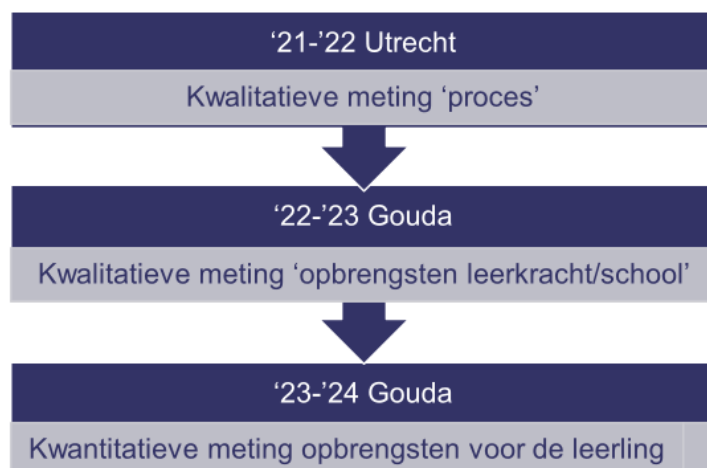 ‘21-’22 Utrecht
Kwalitatieve meting ‘proces’
‘22-’23 Gouda
Kwalitatieve meting ‘opbrengsten leerkracht/school’
‘23-’24 Gouda
Kwantitatieve meting opbrengsten voor de leerling